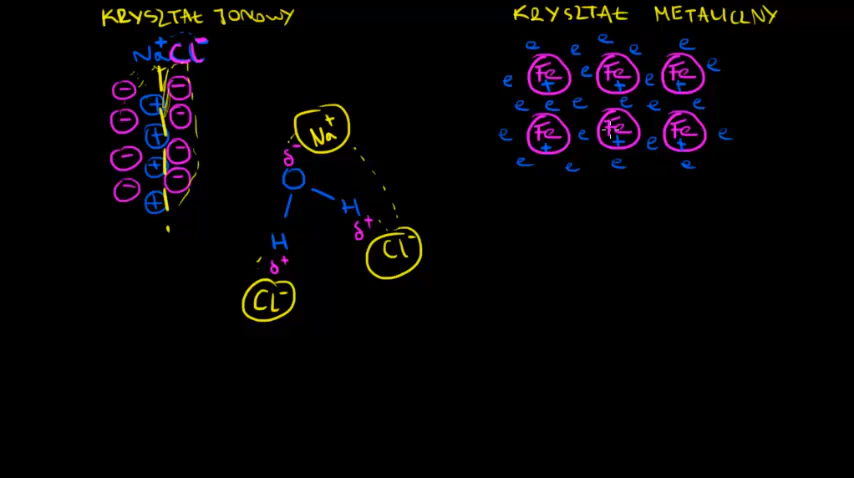 KRYSZTAŁ JONOWY
Na+Cl-
-
-
+
-
-
+
-
-
+
-
-
+
Na+
δ-
O
H
δ+
Cl-
H
δ+
Cl-
KRYSZTAŁ METALICZNY
e e e e e
e Fe+ e Fe+ e Fe+ e
e e e e e e
e Fe+ e Fe+ e Fe+ e
e e e e